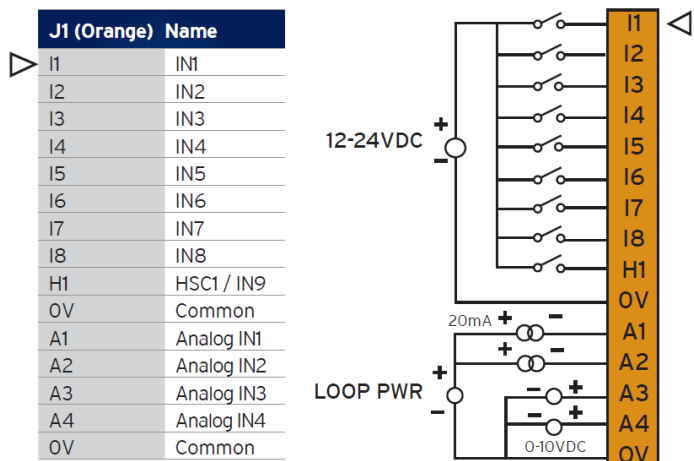 J1 (Orange) Name
I1 IN1
I2 IN2
I3 IN3
I4 IN4
I5 IN5
I6 IN6
I7 IN7
I8 IN8
H1 HSC1 / IN9
0V Common
A1 Analog IN1
A2 Analog IN2
A3 Analog IN3
A4 Analog IN4
0V Common
12-24VDC
+
−
20mA + −
+ −
LOOP PWR
+
−
− +
− +
0-10VDC
I1
I2
I3
I4
I5
I6
I7
I8
H1
0V
A1
A2
A3
A4
0V